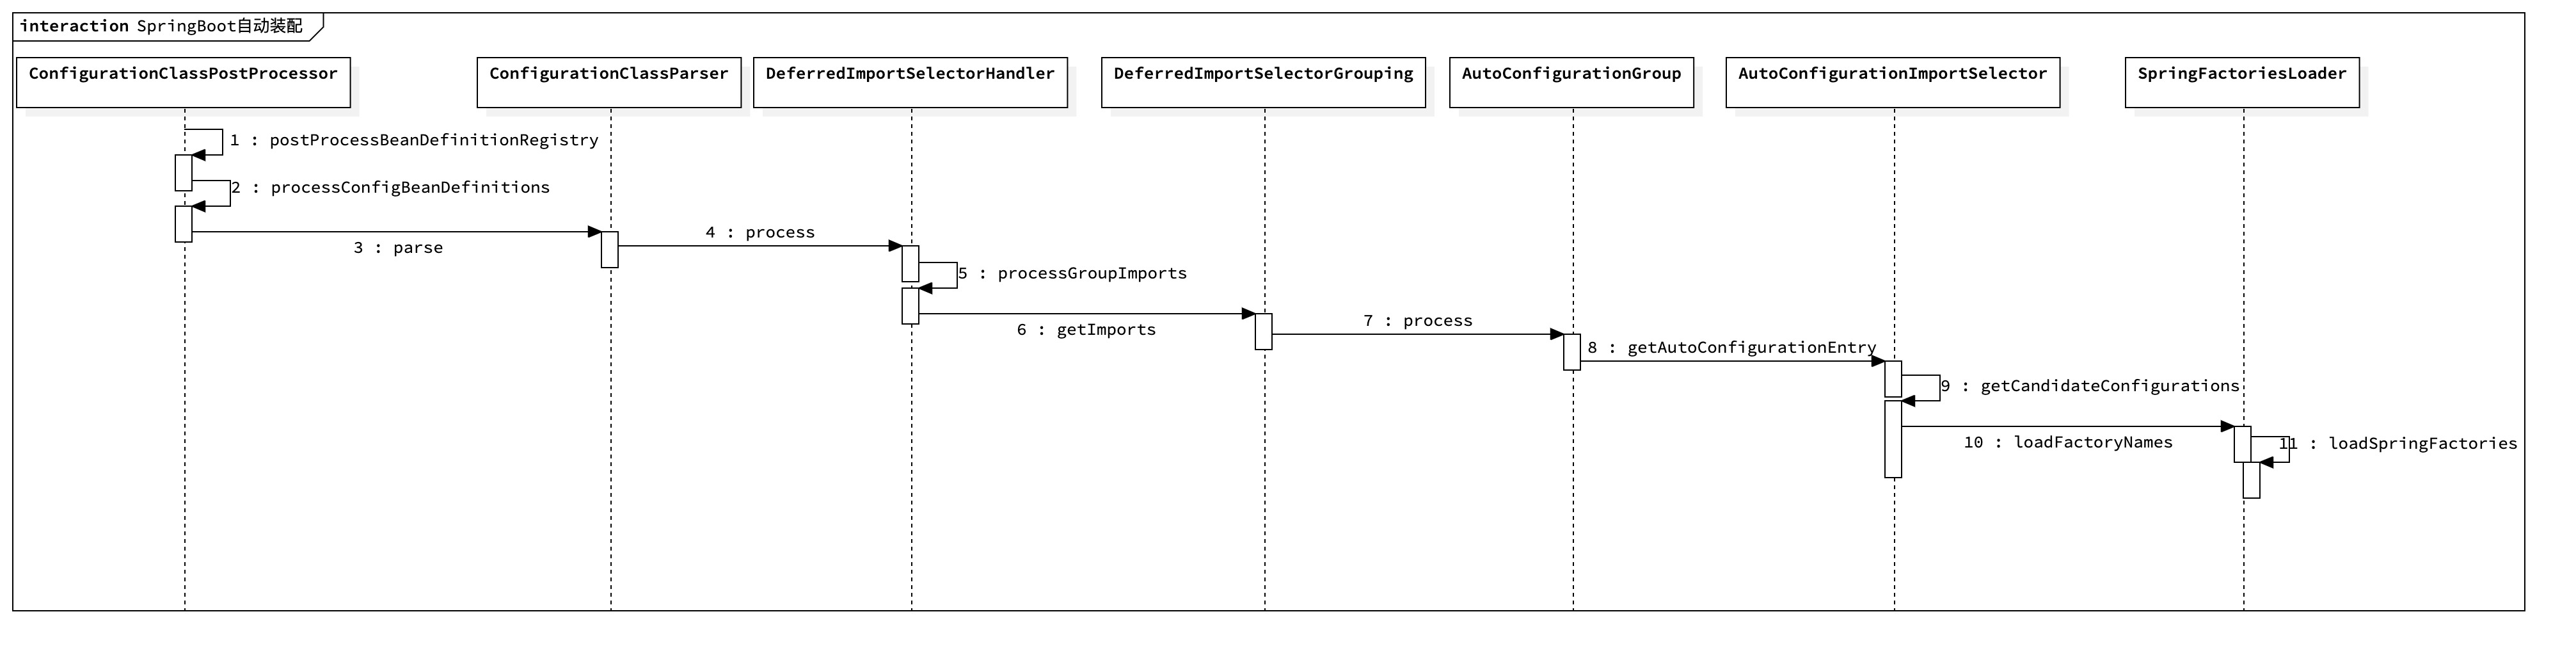 interaction SpringBoot自动装配
ConfigurationClassPostProcessor
ConfigurationClassParser
DeferredImportSelectorHandler
DeferredImportSelectorGrouping
AutoConfigurationGroup
AutoConfigurationImportSelector
SpringFactoriesLoader
1 : postProcessBeanDefinitionRegistry
2 : processConfigBeanDefinitions
3 : parse
4 : process
5 : processGroupImports
6 : getImports
7 : process
8 : getAutoConfigurationEntry
9 : getCandidateConfigurations
10 : loadFactoryNames
11 : loadSpringFactories